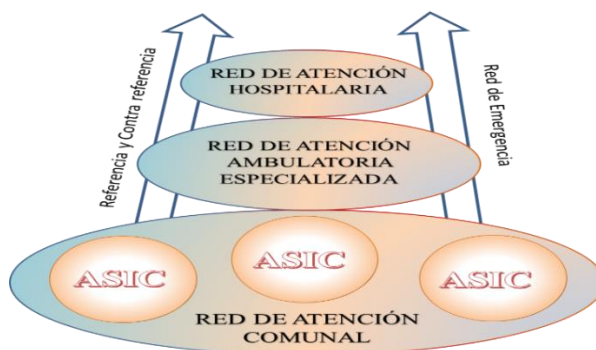 RED DE ATENCIÓN
HOSPITALARIA
Referencia y Contra referencia
Red de Emergencia
RED DE ATENCIÓN
AMBULATORIA
ESPECIALIZADA
ASIC
ASIC
ASIC
RED DE ATENCIÓN
COMUNAL